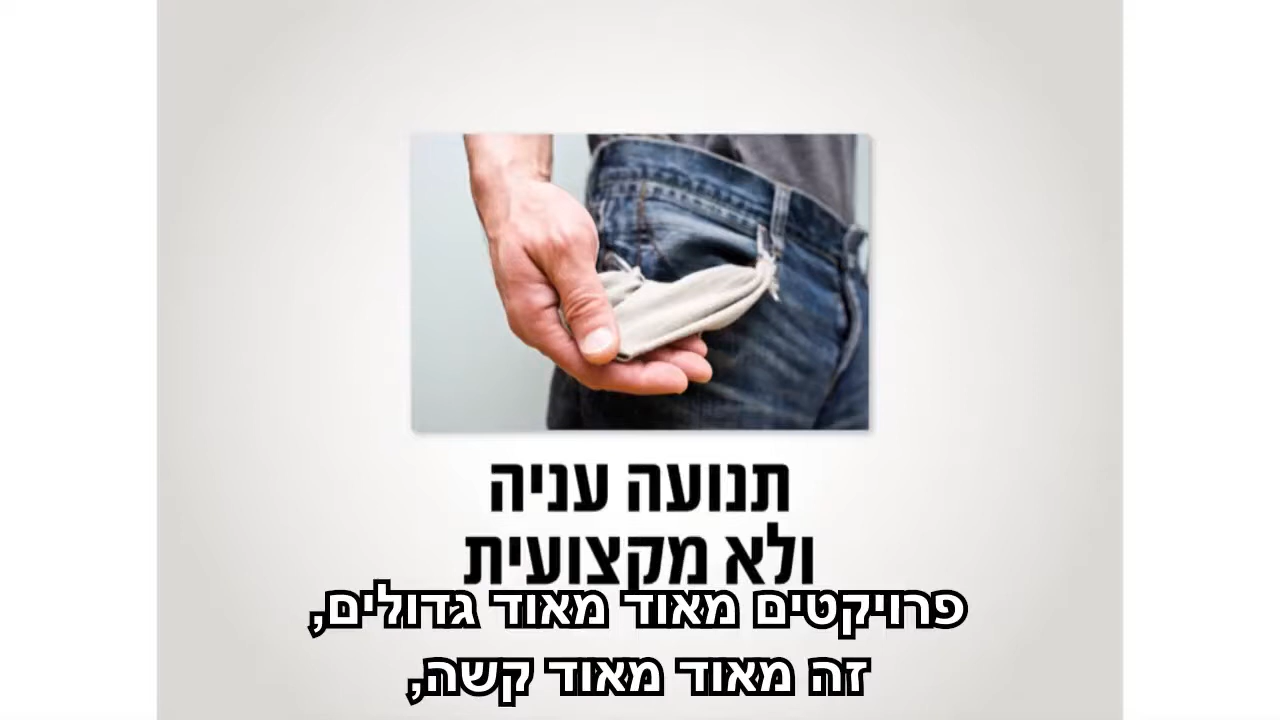 תנועה עניה
ולא מקצועית
פרויקטים מאוד מאוד גדולים,
זה מאוד מאוד קשה,